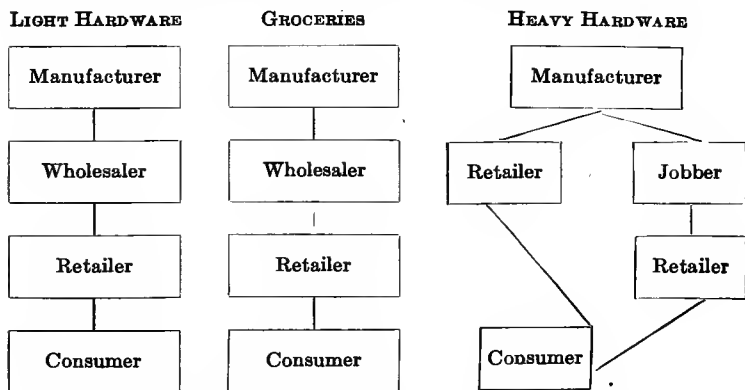 LIGHT HARDWARE
Manufacturer
Wholesaler
Retailer
Consumer
GROCERIES
Manufacturer
Wholesaler
Retailer
Consumer
HEAVY HARDWARE
Manufacturer
Retailer
Jobber
Retailer
Consumer